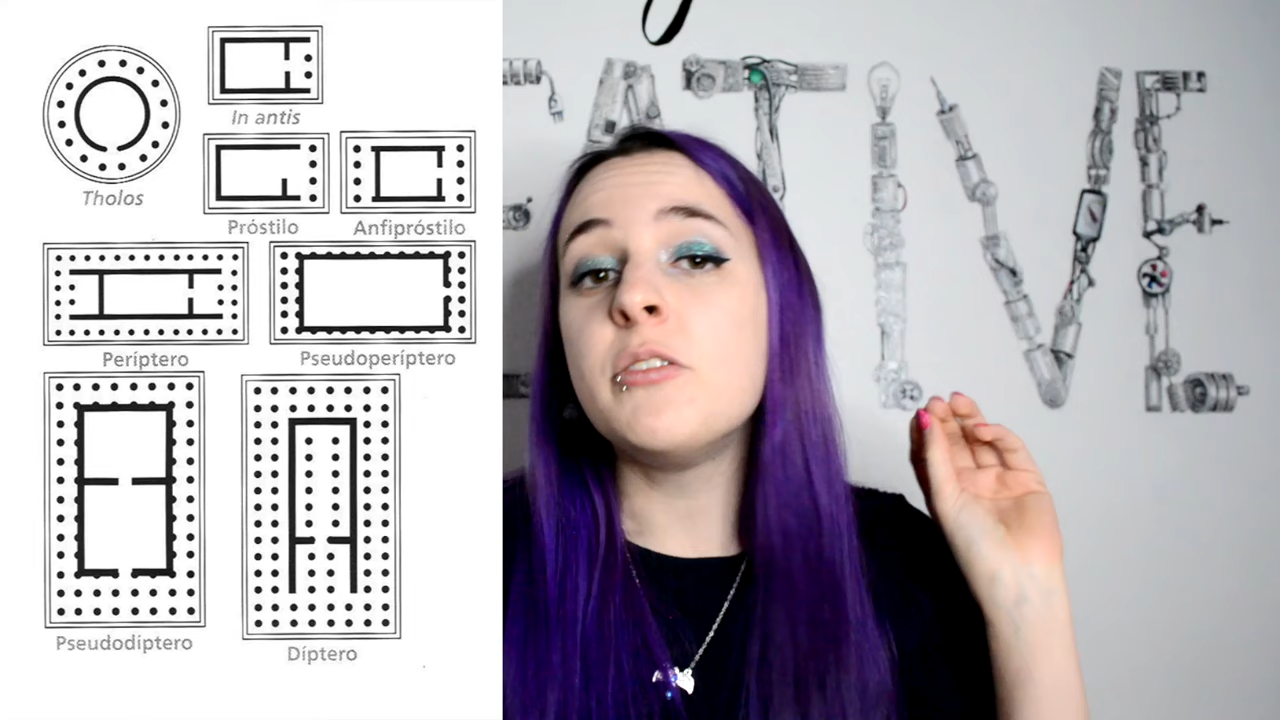 In antis
Tholos
Próstilo
Anfipróstilo
Períptero
Pseudoperíptero
Pseudodíptero
Díptero
ATIVE